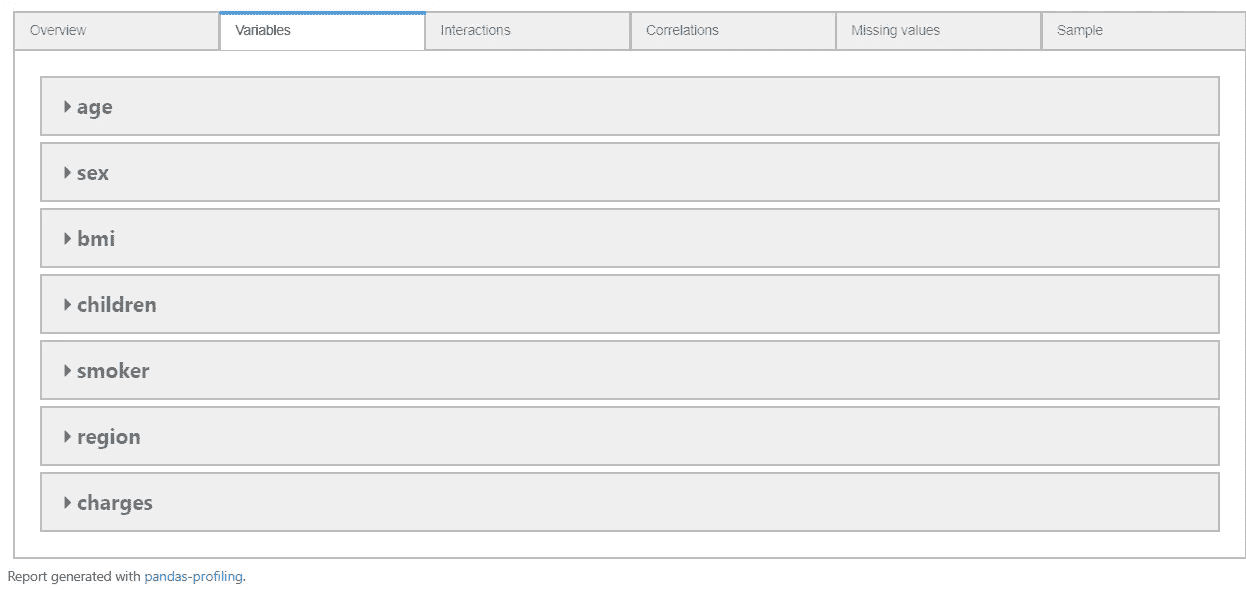 Overview Variables Interactions Correlations Missing values Sample
age
sex
bmi
children
smoker
region
charges
Report generated with pandas-profiling.